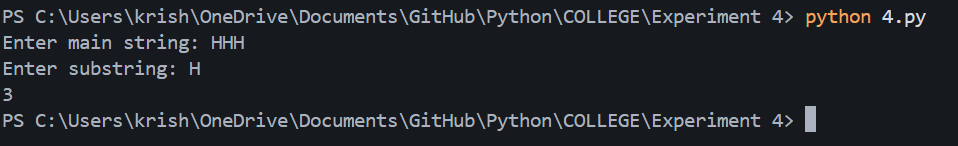 PS C:\Users\krish\OneDrive\Documents\GitHub\Python\COLLEGE\Experiment 4> python 4.py
Enter main string: HHH
Enter substring: H
3
PS C:\Users\krish\OneDrive\Documents\GitHub\Python\COLLEGE\Experiment 4>